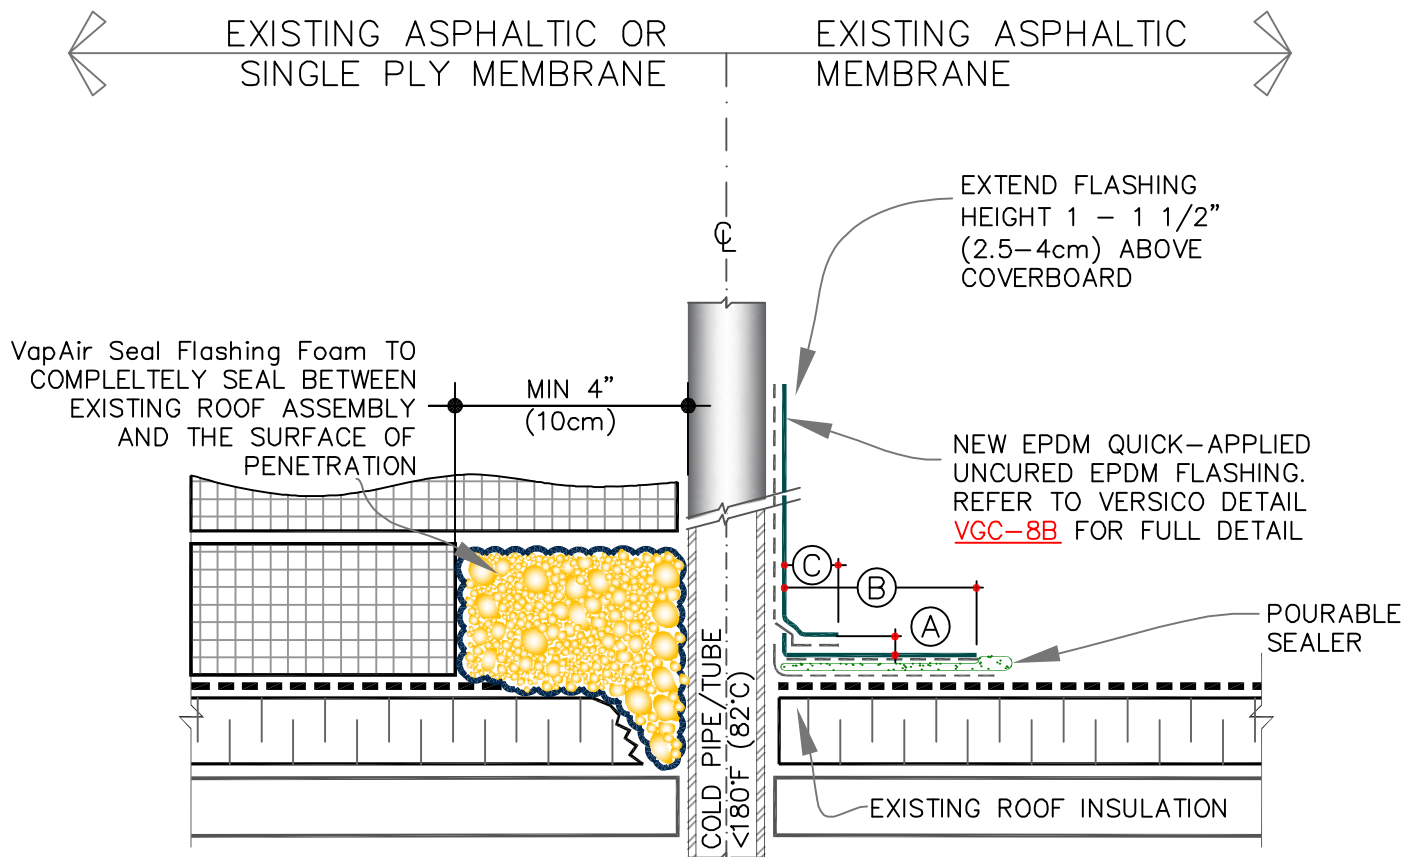 EXISTING ASPHALTIC OR
SINGLE PLY MEMBRANE
EXISTING ASPHALTIC
MEMBRANE
EXTEND FLASHING
HEIGHT 1 - 1 1/2"
(2.5-4cm) ABOVE
COVERBOARD
℄
VapAir Seal Flashing Foam TO
COMPLELTELY SEAL BETWEEN
EXISTING ROOF ASSEMBLY
AND THE SURFACE OF
PENETRATION
MIN 4"
(10cm)
NEW EPDM QUICK-APPLIED
UNCURED EPDM FLASHING.
REFER TO VERSICO DETAIL
VGC-8B FOR FULL DETAIL
C
B
A
POURABLE
SEALER
COLD PIPE/TUBE
<180°F (82°C)
EXISTING ROOF INSULATION